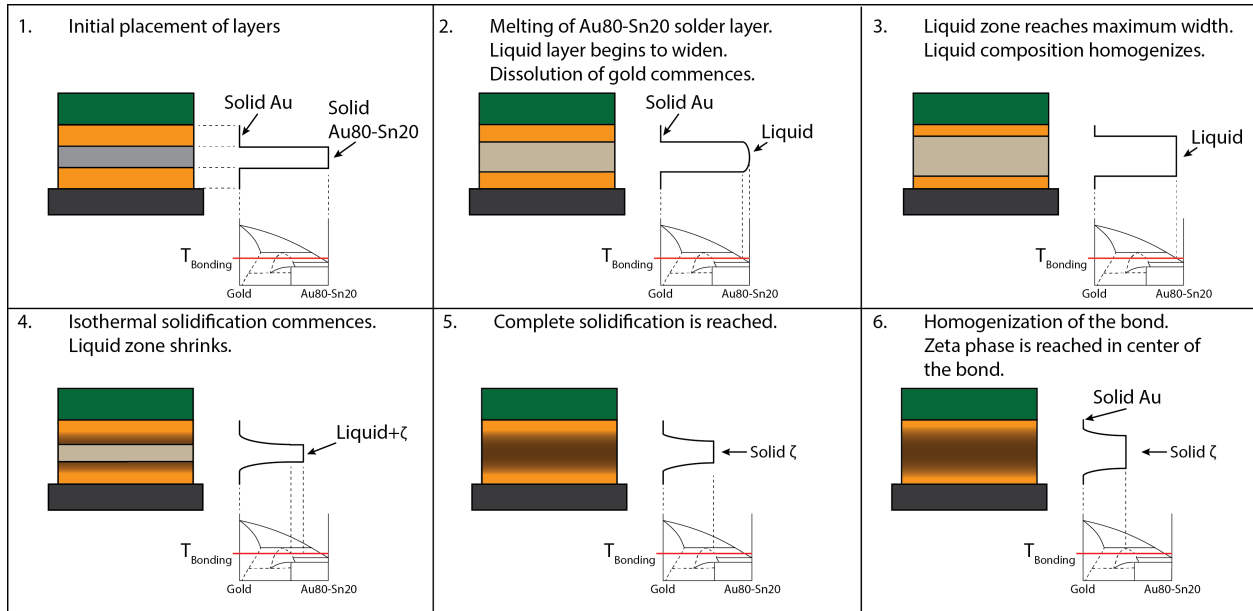 1. Initial placement of layers
Solid Au
Solid
Au80-Sn20
T Bonding
Gold
Au80-Sn20
2. Melting of Au80-Sn20 solder layer.
Liquid layer begins to widen.
Dissolution of gold commences.
Solid Au
Liquid
T Bonding
Gold
Au80-Sn20
3. Liquid zone reaches maximum width.
Liquid composition homogenizes.
Liquid
T Bonding
Gold
Au80-Sn20
4. Isothermal solidification commences.
Liquid zone shrinks.
Liquid+ζ
T Bonding
Gold
Au80-Sn20
5. Complete solidification is reached.
Solid ζ
T Bonding
Gold
Au80-Sn20
6. Homogenization of the bond.
Zeta phase is reached in center of
the bond.
Solid Au
Solid ζ
T Bonding
Gold
Au80-Sn20